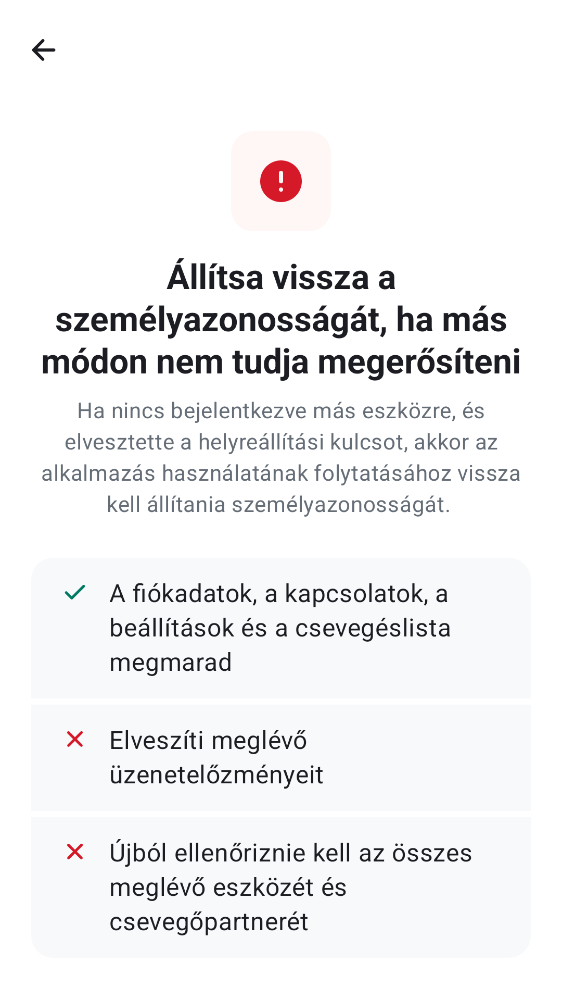 Állítsa vissza a
személyazonosságát, ha más
módon nem tudja megerősíteni
Ha nincs bejelentkezve más eszközre, és
elvesztette a helyreállítási kulcsot, akkor az
alkalmazás használatának folytatásához vissza
kell állítania személyazonosságát.
A fiókadatok, a kapcsolatok, a
beállítások és a csevegéslista
megmarad
Elveszíti meglévő
üzenetelőzményeit
Újból ellenőriznie kell az összes
meglévő eszközét és
csevegőpartnerét